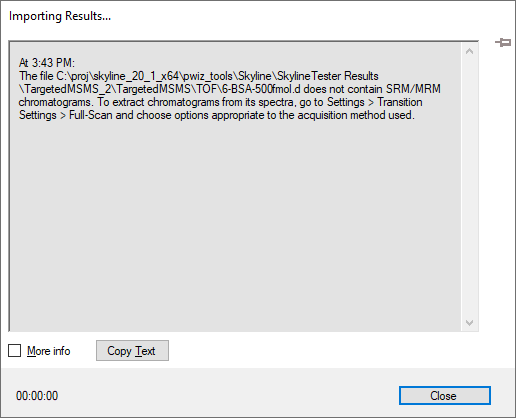 Importing Results...
At 3:43 PM:
The file C:\proj\skyline_20_1_x64\pwiz_tools\Skyline\SkylineTester Results
\TargetedMSMS_2\TargetedMSMS\TOF\6-BSA-500fmol.d does not contain SRM/MRM
chromatograms. To extract chromatograms from its spectra, go to Settings > Transition
Settings > Full-Scan and choose options appropriate to the acquisition method used.
More info
Copy Text
00:00:00
Close